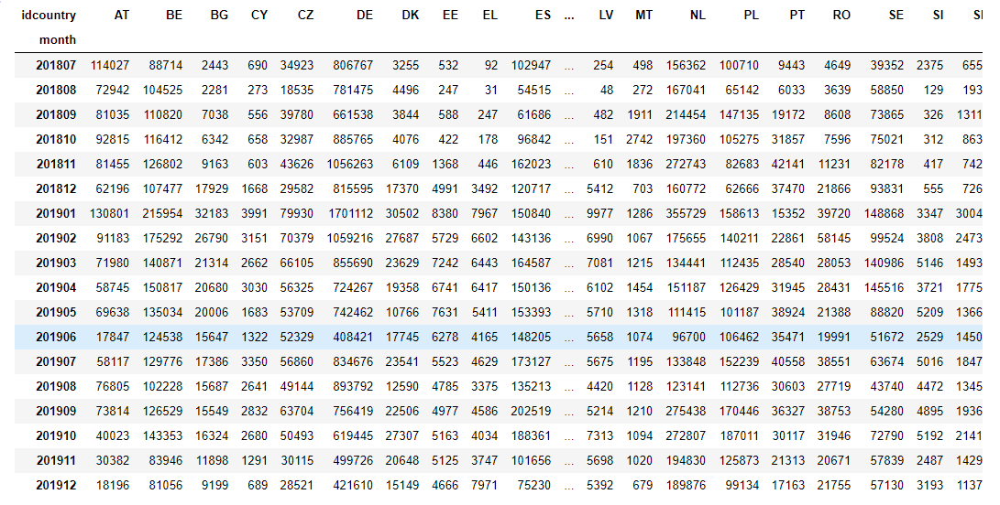 idcountry AT BE BG CY CZ DE DK EE EL ES ... LV MT NL PL PT RO SE SI
month
201807 114027 88714 2443 690 34923 806767 3255 532 92 102947 ... 254 498 156362 100710 9443 4649 39352 2375 655
201808 72942 104525 2281 273 18535 781475 4496 247 31 54515 ... 48 272 167041 65142 6033 3639 58850 129 193
201809 81035 110820 7038 556 39780 661538 3844 588 247 61686 ... 482 1911 214454 147135 19172 8608 73865 326 1311
201810 92815 116412 6342 658 32987 885765 4076 422 178 96842 ... 151 2742 197360 105275 31857 7596 75021 312 863
201811 81455 126802 9163 603 43626 1056263 6109 1368 446 162023 ... 610 1836 272743 82683 42141 11231 82178 417 742
201812 62196 107477 17929 1668 29582 815595 17370 4991 3492 120717 ... 5412 703 160772 62666 37470 21866 93831 555 726
201901 130801 215954 32183 3991 79930 1701112 30502 8380 7967 150840 ... 9977 1286 355729 158613 15352 39720 148868 3347 3004
201902 91183 175292 26790 3151 70379 1059216 27687 5729 6602 143136 ... 6990 1067 175655 140211 22861 58145 99524 3808 2473
201903 71980 140871 21314 2662 66105 855690 23629 7242 6443 164587 ... 7081 1215 134441 112435 28540 28053 140986 5146 1493
201904 58745 150817 20680 3030 56325 724267 19358 6741 6417 150136 ... 6102 1454 151187 126429 31945 28431 145516 3721 1775
201905 69638 135034 20006 1683 53709 742462 10766 7631 5411 153393 ... 5710 1318 111415 101187 38924 21388 88820 5209 1366
201906 17847 124538 15647 1322 52329 408421 17745 6278 4165 148205 ... 5658 1074 96700 106462 35471 19991 51672 2529 1450
201907 58117 129776 17386 3350 56860 834676 23541 5523 4629 173127 ... 5675 1195 133848 152239 40558 38551 63674 5016 1847
201908 76805 102228 15687 2641 49144 893792 12590 4785 3375 135213 ... 4420 1128 123141 112736 30603 27719 43740 4472 1345
201909 73814 126529 15549 2832 63704 756419 22506 4977 4586 202519 ... 5214 1210 275438 170446 36327 38753 54280 4895 1936
201910 40023 143353 16324 2680 50493 619445 27307 5163 4034 188361 ... 7313 1094 272807 187011 30117 31946 72790 5192 2141
201911 30382 83946 11898 1291 30115 499726 20648 5125 3747 101656 ... 5698 1020 194830 125873 21313 20671 57839 2487 1429
201912 18196 81056 9199 689 28521 421610 15149 4666 7971 75230 ... 5392 679 189876 99134 17163 21755 57130 3193 1137